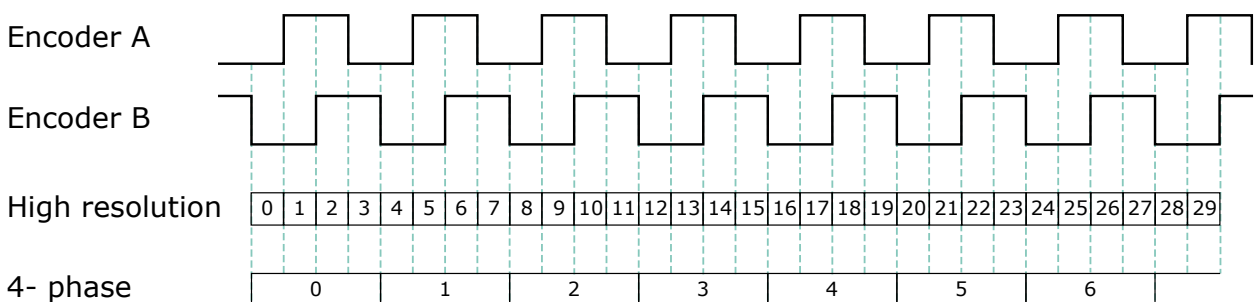 Encoder A
Encoder B
High resolution 0 1 2 3 4 5 6 7 8 9 10 11 12 13 14 15 16 17 18 19 20 21 22 23 24 25 26 27 28 29
4- phase 0 1 2 3 4 5 6